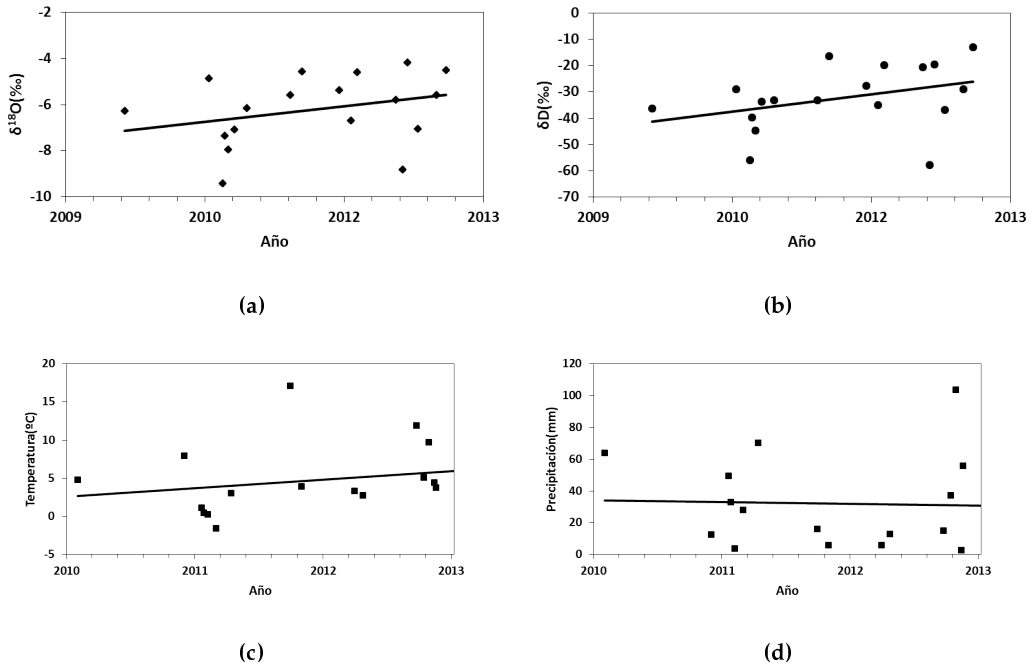 -2
-4
-6
-8
-10
δ¹⁸O(‰)
2009 2010 2012 2013
Año
(a)
0
-10
-20
-30
-40
-50
-60
-70
δD(‰)
2009 2010 2012 2013
Año
(b)
20
15
10
5
0
-5
Temperatura(ºC)
2010 2011 2012 2013
Año
(c)
120
100
80
60
40
20
0
Precipitación(mm)
2010 2011 2012 2013
Año
(d)